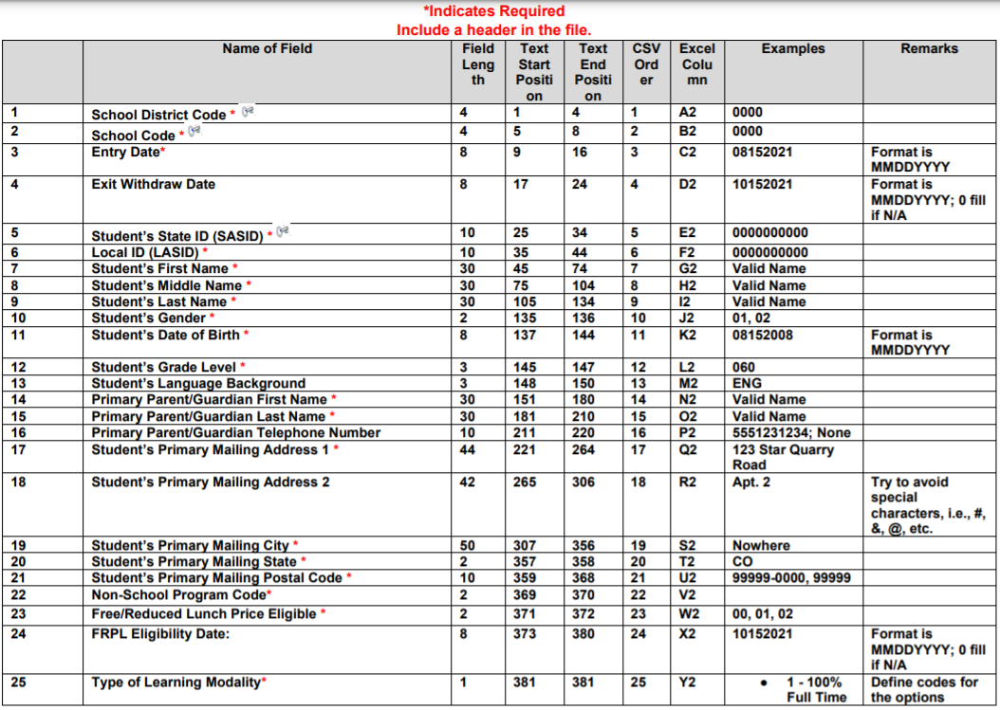 *Indicates Required
Include a header in the file.
Name of Field Field Leng th Text Start Positi on Text End Positi on CSV Ord er Excel Colu mn Examples Remarks
1 School District Code * 4 1 4 1 A2 0000
2 School Code * 4 5 8 2 B2 0000
3 Entry Date* 8 9 16 3 C2 08152021 Format is MMDDYYYY
4 Exit Withdraw Date 8 17 24 4 D2 10152021 Format is MMDDYYYY; 0 fill if N/A
5 Student's State ID (SASID) * 10 25 34 5 E2 0000000000
6 Local ID (LASID) * 10 35 44 6 F2 0000000000
7 Student's First Name * 30 45 74 7 G2 Valid Name
8 Student's Middle Name * 30 75 104 8 H2 Valid Name
9 Student's Last Name * 30 105 134 9 I2 Valid Name
10 Student's Gender * 2 135 136 10 J2 01, 02
11 Student's Date of Birth * 8 137 144 11 K2 08152008 Format is MMDDYYYY
12 Student's Grade Level * 3 145 147 12 L2 060
13 Student's Language Background 3 148 150 13 M2 ENG
14 Primary Parent/Guardian First Name * 30 151 180 14 N2 Valid Name
15 Primary Parent/Guardian Last Name * 30 181 210 15 O2 Valid Name
16 Primary Parent/Guardian Telephone Number 10 211 220 16 P2 5551231234; None
17 Student's Primary Mailing Address 1 * 44 221 264 17 Q2 123 Star Quarry Road
18 Student's Primary Mailing Address 2 42 265 306 18 R2 Apt. 2 Try to avoid special characters, i.e., #, &, @, etc.
19 Student's Primary Mailing City * 50 307 356 19 S2 Nowhere
20 Student's Primary Mailing State * 2 357 358 20 T2 CO
21 Student's Primary Mailing Postal Code * 10 359 368 21 U2 99999-0000, 99999
22 Non-School Program Code* 2 369 370 22 V2
23 Free/Reduced Lunch Price Eligible * 2 371 372 23 W2 00, 01, 02
24 FRPL Eligibility Date: 8 373 380 24 X2 10152021 Format is MMDDYYYY; 0 fill if N/A
25 Type of Learning Modality* 1 381 381 25 Y2 • 1 - 100% Full Time Define codes for the options